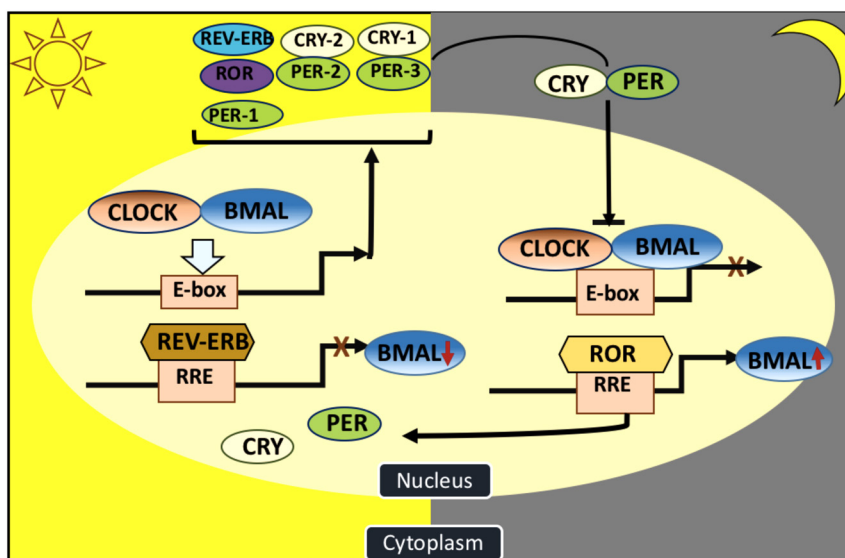 REV-ERB
CRY-2
CRY-1
ROR
PER-2
PER-3
PER-1
CRY
PER
CLOCK
BMAL
E-box
CLOCK
BMAL
E-box
X
REV-ERB
RRE
X
BMAL
ROR
RRE
BMAL
PER
CRY
Nucleus
Cytoplasm